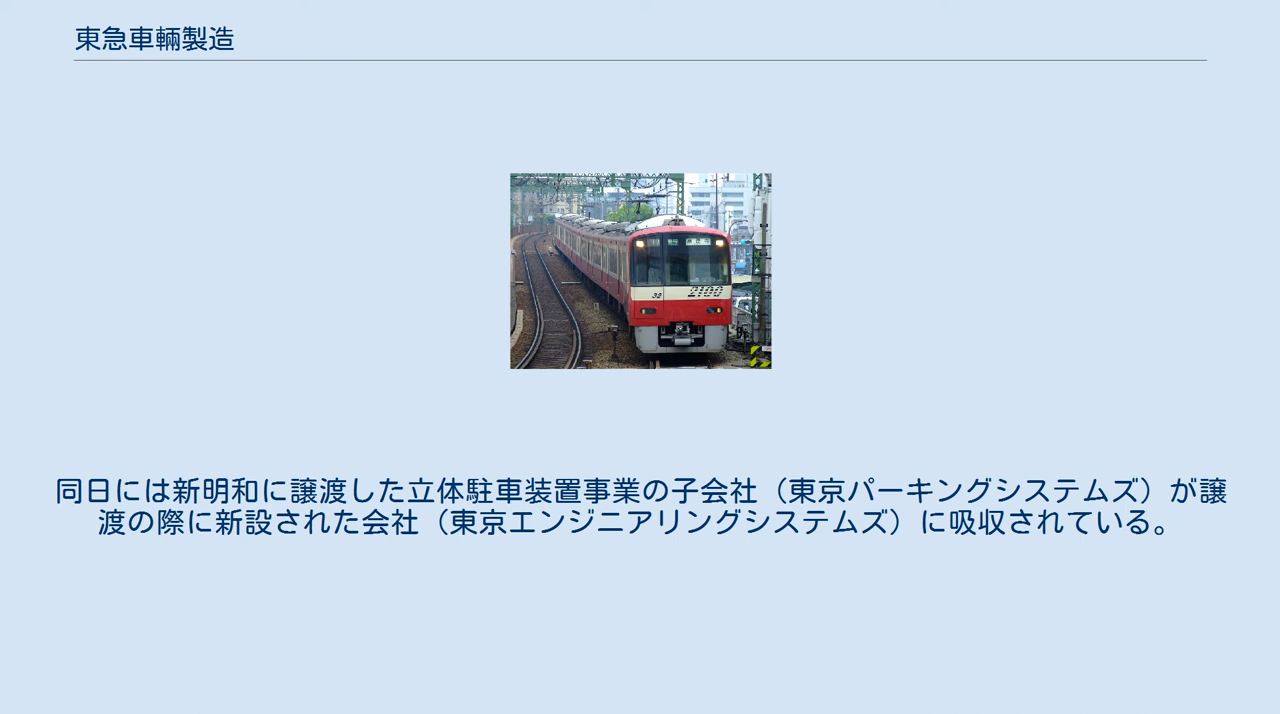 東急車輛製造
2100
32
同日には新明和に譲渡した立体駐車装置事業の子会社（東京パーキングシステムズ）が譲
渡の際に新設された会社（東京エンジニアリングシステムズ）に吸収されている。